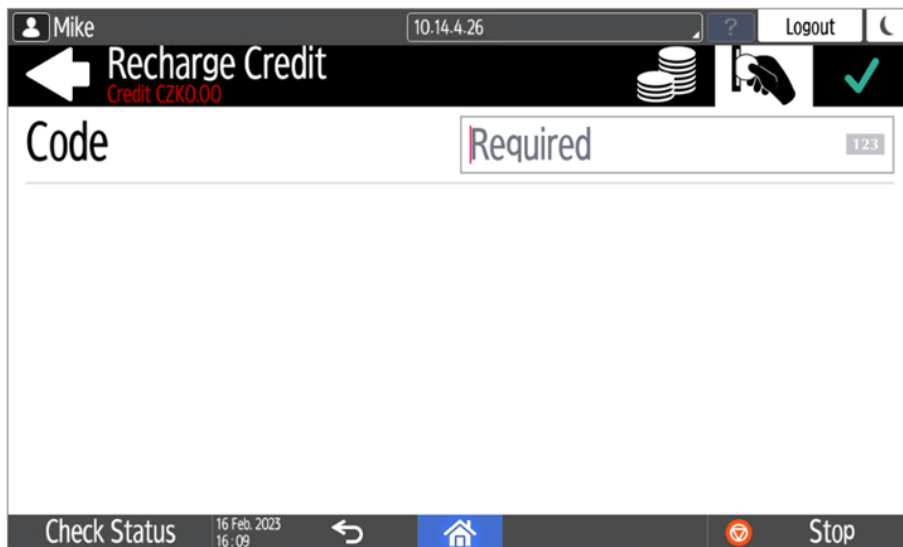 Mike
10.14.4.26
?
Logout
Recharge Credit
Credit CZK0.00
Code
Required
123
Check Status
16 Feb. 2023
16:09
Stop